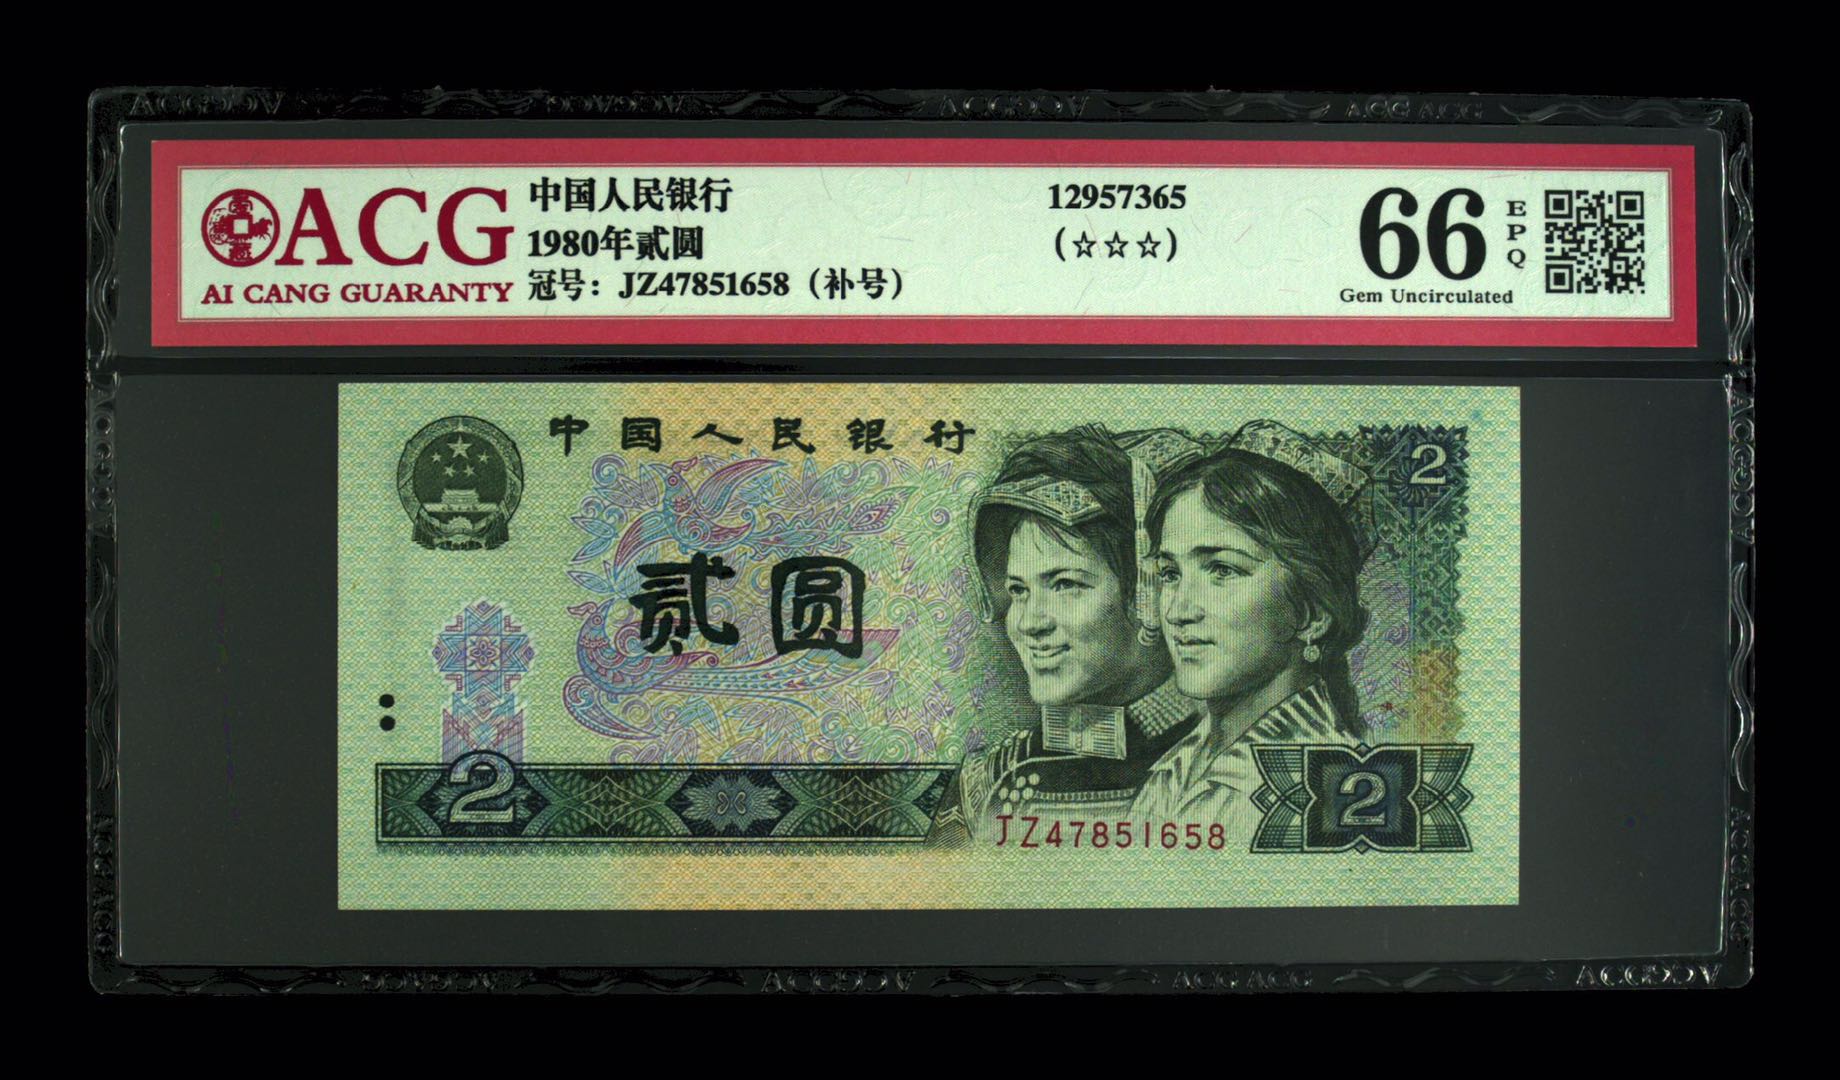 ACG
AI CANG GUARANTY
中国人民银行
1980年贰圆
冠号：JZ47851658（补号）
12957365
(☆☆☆)
66
EPQ
Gem Uncirculated
中国人民银行
2
贰圆
2
JZ47851658
2